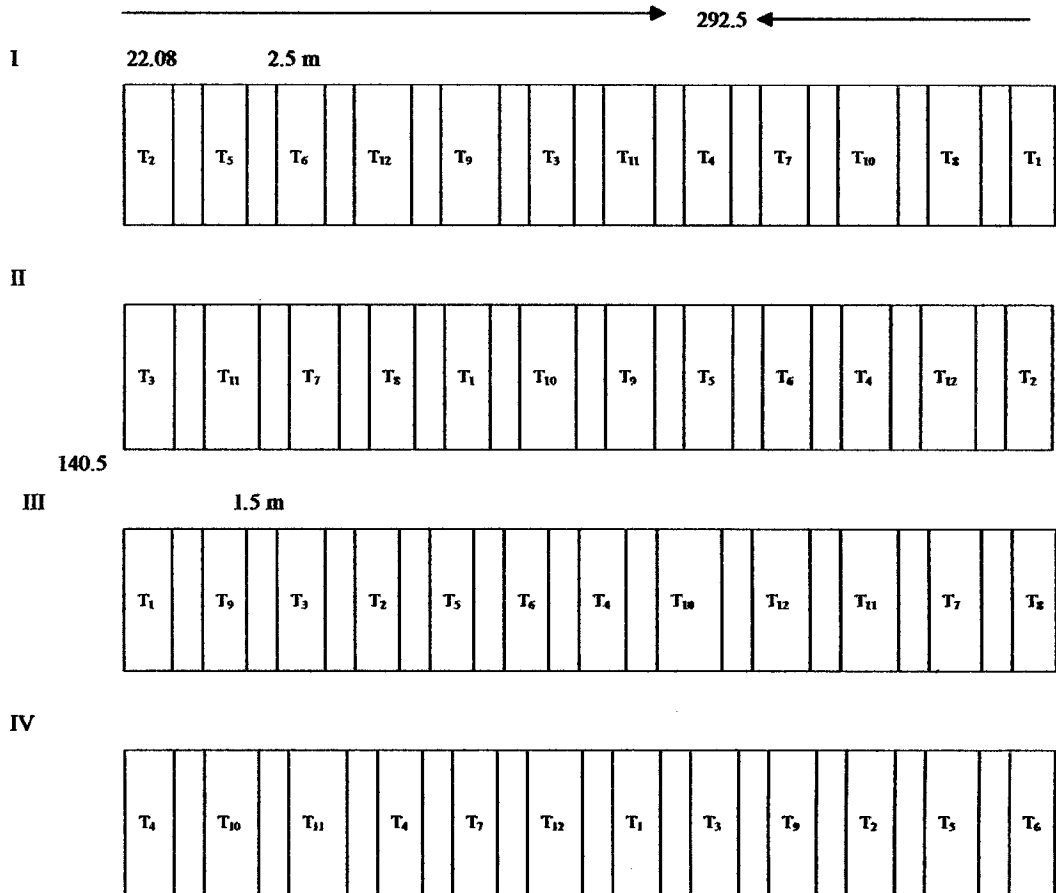 292.5
I 22.08 2.5 m
T₂ T₅ T₆ T₁₂ T₉ T₃ T₁₁ T₄ T₇ T₁₀ T₈ T₁
II
T₃ T₁₁ T₇ T₈ T₁ T₁₀ T₉ T₅ T₆ T₄ T₁₂ T₂
140.5
III 1.5 m
T₁ T₉ T₃ T₂ T₅ T₆ T₄ T₁₀ T₁₂ T₁₁ T₇ T₈
IV
T₄ T₁₀ T₁₁ T₄ T₇ T₁₂ T₁ T₃ T₉ T₂ T₅ T₆